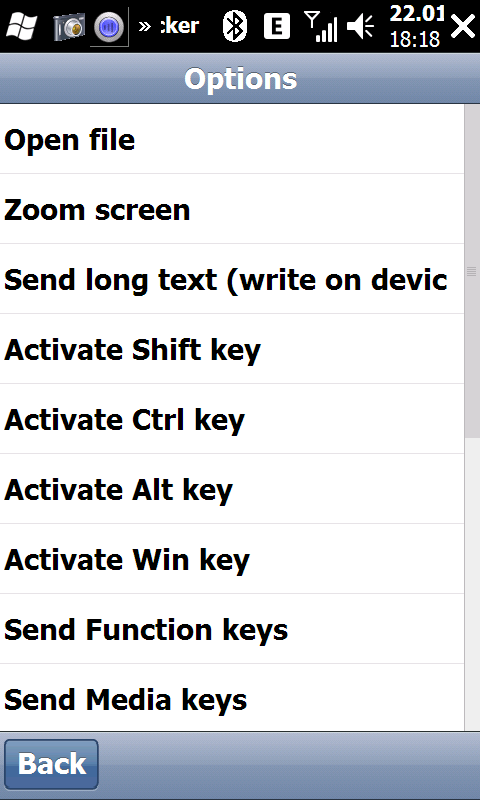 » cker E 22.01
18:18
Options
Open file
Zoom screen
Send long text (write on devic
Activate Shift key
Activate Ctrl key
Activate Alt key
Activate Win key
Send Function keys
Send Media keys
Back